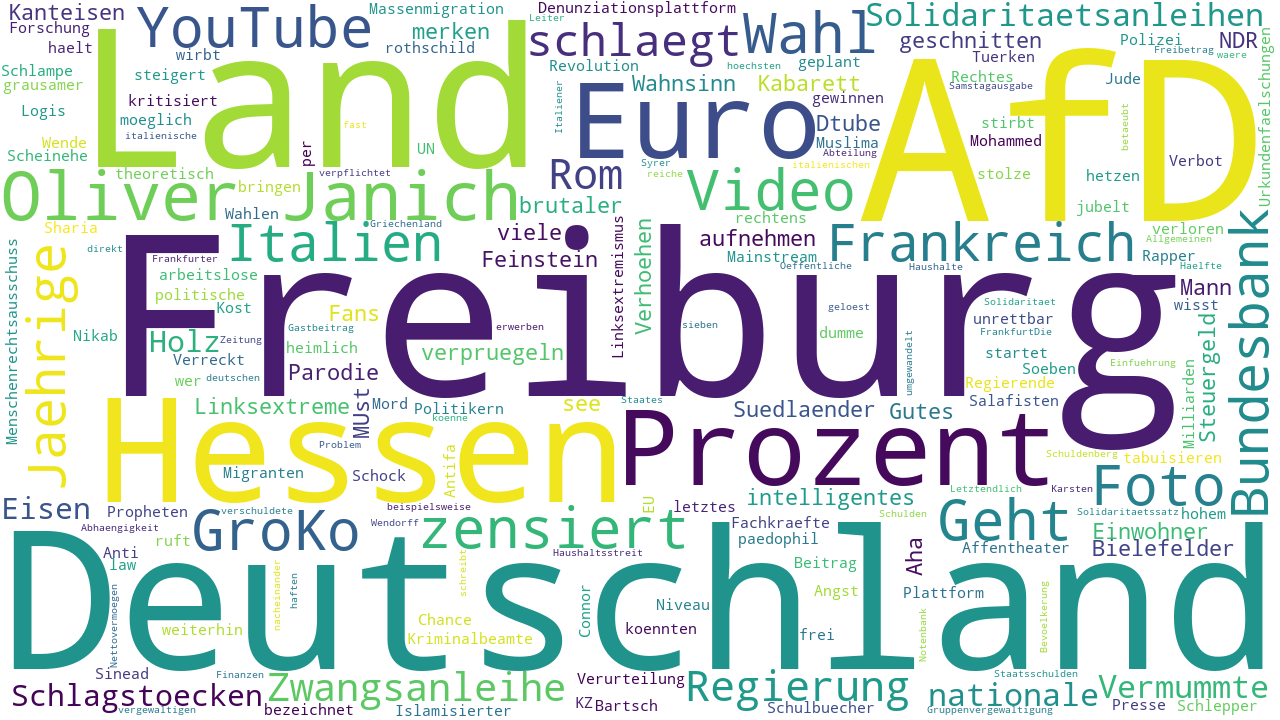 Kanteisen
YouTube
Massenmigration
Leiter
Denunziationsplattform
Solidaritaetsanleihen
Forschung
merken
schlaegt
Wahl
geschnitten
Polizei
NDR
haelt
wirbt
rothschild
Revolution
hoechsten
geplant
Tuerken
Freibetrag
waere
Schlampe
steigert
Land
Wahnsinn
Kabarett
Rechtes
Jude
grausamer
Euro
AfD
Samstagausgabe
kritisiert
gewinnen
Logis
moeglich
Italiener
Dtube
stirbt
betaeubt
Urkundenfaelschungen
italienische
fast
Muslima
Mohammed
Wende
per
UN
Abteilung
Verbot
Scheinehe
Syrer
italienischen
theoretisch
verpflichtet
Rom
reiche
Video
stolze
hetzen
Oliver Janich
bringen
brutaler
jubelt
Wahlen
Griechenland
rechtens
Sharia
Italien
viele
aufnehmen
Frankreich
verloren
Allgemeinen
direkt
Frankfurter
Feinstein
Mainstream
Rapper
Menschenrechtsausschuss
Jaehrige
Freiburg
Linksextremismus
Verhoehen
Oeffentliche
Haushalte
Haelfte
Bundesbank
arbeitslose
politische
Mann
Kost
Fans
geloest
Solidaritaet
wisst
Nikab
Holz
Zeitung
Gastbeitrag
erwerben
sieben
unrettbar
heimlich
dumme
umgewandelt
FrankfurtDie
Steuergeld
Verreckt
verpruegeln
startet
Einfuehrung
wer
deutschen
Parodie
Soeben
Regierende
Milliarden
Hessen
Linksextreme
MUst
Mord
Politikern
koenne
see
Staates
Prozent
Suedlaender
Gutes
Salafisten
Problem
Schuldenberg
tabuisieren
Migranten
Schock
Antifa
Foto
Eisen
Propheten
verschuldete
beispielsweise
EU
letztes
intelligentes
Letztendlich
Karsten
Solidaritaetssatz
hohem
Abhaengigkeit
GroKo
Wendorff
zensiert
Fachkraefte
Geht
Einwohner
ruft
paedophil
Anti
Haushaltsstreit
Aha
Affentheater
Bielefelder
law
Deutschland
schreibt
Beitrag
Nettovermoegen
nacheinander
haften
Connor
Niveau
Angst
Plattform
Bevoelkerung
weiterhin
Chance
koennten
frei
Notenbank
Kriminalbeamte
Sinead
Finanzen
Verurteilung
Staatsschulden
Schulden
Schlagstoecken
Zwangsanleihe
Regierung
nationale
Vermummte
vergewaltigen
bezeichnet
Islamisierter
KZ
Bartsch
Schulbuecher
Gruppenvergewaltigung
Presse
Schlepper